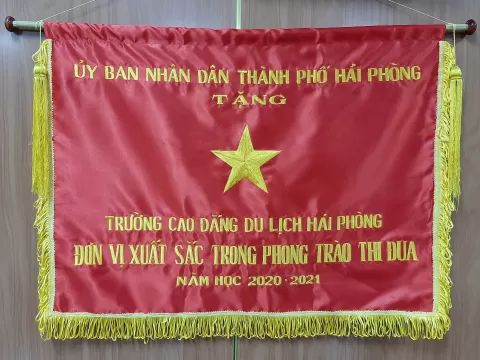 ỦY BAN NHÂN DÂN THÀNH PHỐ HẢI PHÒNG
TẶNG
TRƯỜNG CAO ĐẲNG DU LỊCH HẢI PHÒNG
ĐƠN VỊ XUẤT SẮC TRONG PHONG TRÀO THI ĐUA
NĂM HỌC 2020-2021